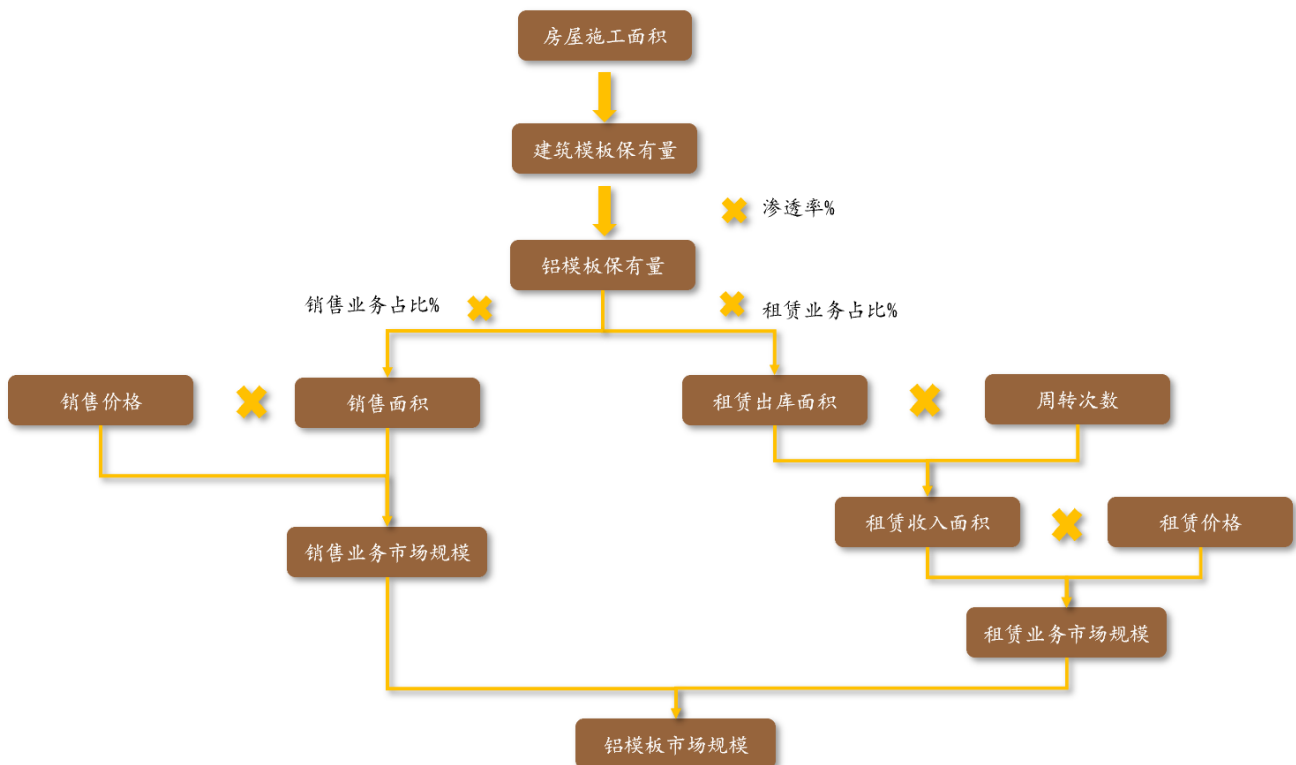 房屋施工面积
建筑模板保有量
渗透率%
铝模板保有量
销售业务占比%
租赁业务占比%
销售价格
销售面积
租赁出库面积
周转次数
租赁收入面积
租赁价格
销售业务市场规模
租赁业务市场规模
铝模板市场规模